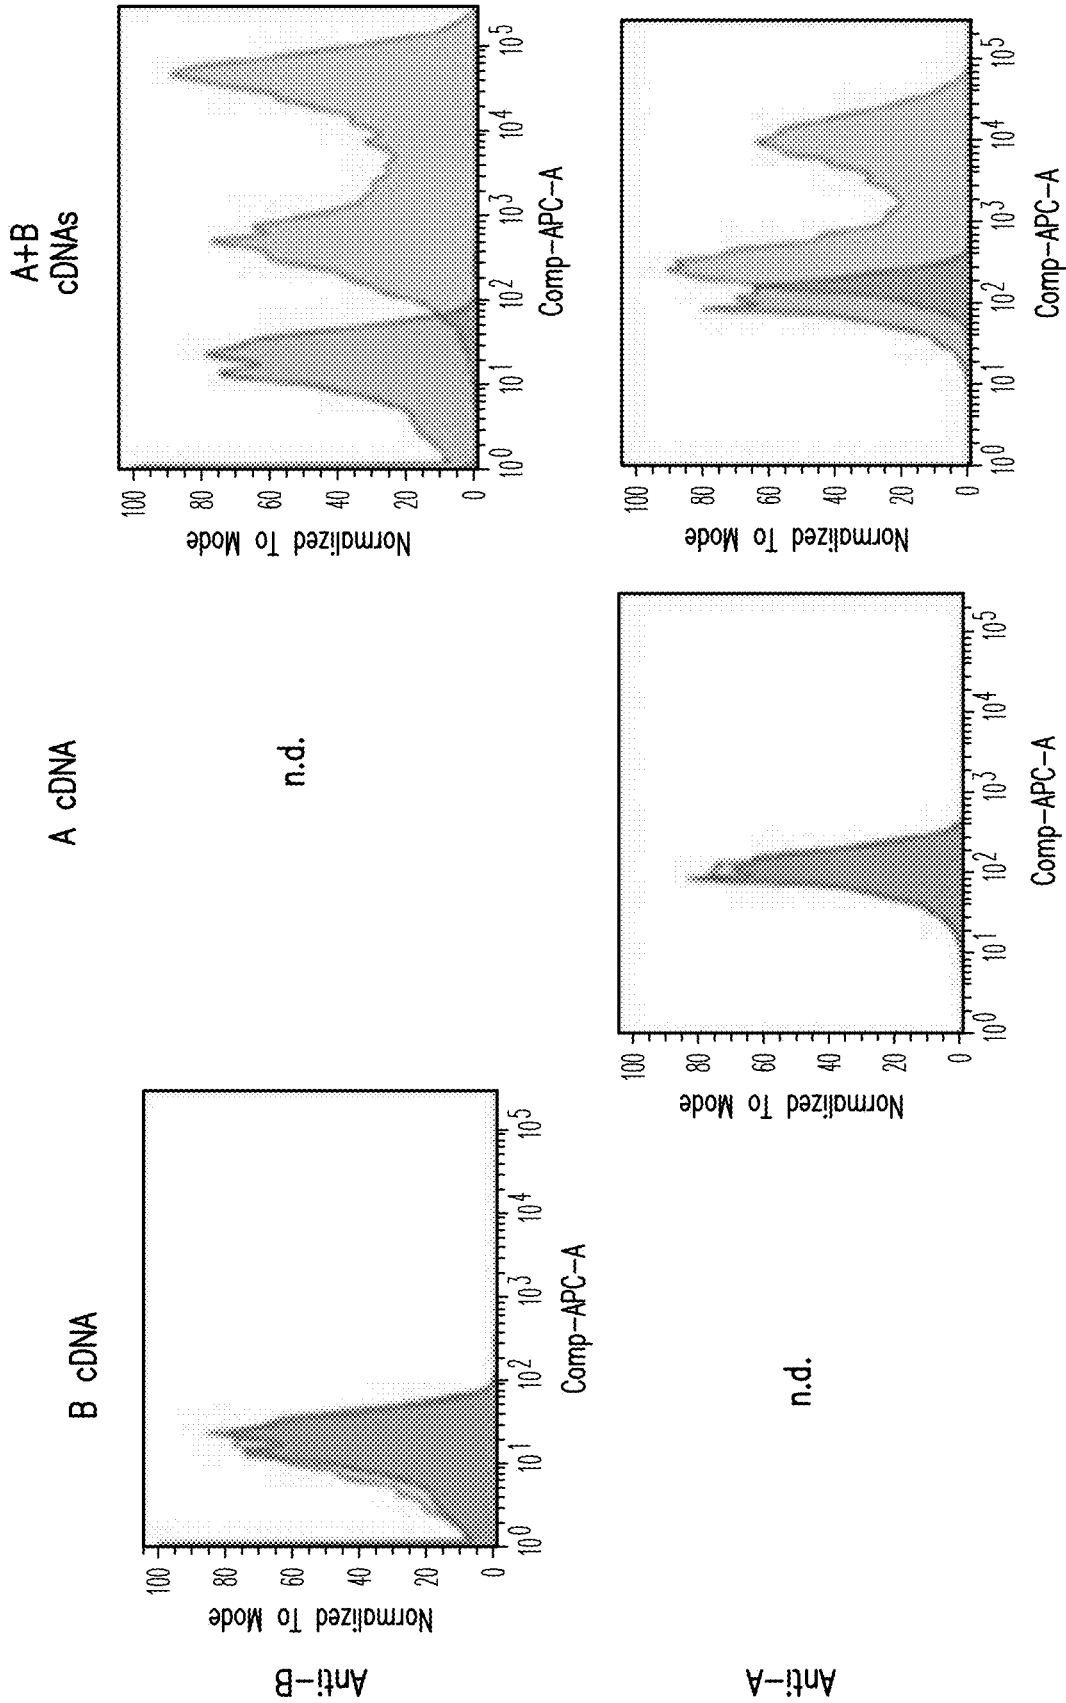 B cDNA
A cDNA
A+B
cDNAs
Anti-B
Normalized To Mode
100
80
60
40
20
0
10^0 10^1 10^2 10^3 10^4 10^5
Comp-APC-A
n.d.
Normalized To Mode
100
80
60
40
20
0
10^0 10^1 10^2 10^3 10^4 10^5
Comp-APC-A
Anti-A
n.d.
Normalized To Mode
100
80
60
40
20
0
10^0 10^1 10^2 10^3 10^4 10^5
Comp-APC-A
Normalized To Mode
100
80
60
40
20
0
10^0 10^1 10^2 10^3 10^4 10^5
Comp-APC-A